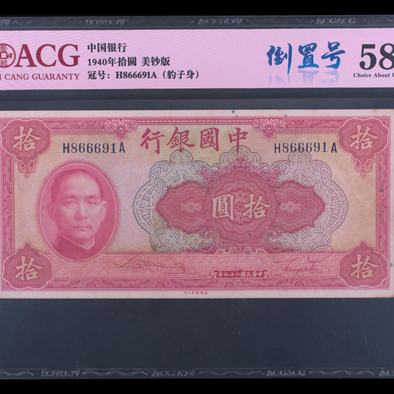 ACG
CANG GUARANTY
中国银行
1940年拾圓 美钞版
冠号：H866691A（豹子身）
倒置号
58
Choice About U
行銀國中
H866691A
H866691A
拾
拾
圓拾
拾
拾